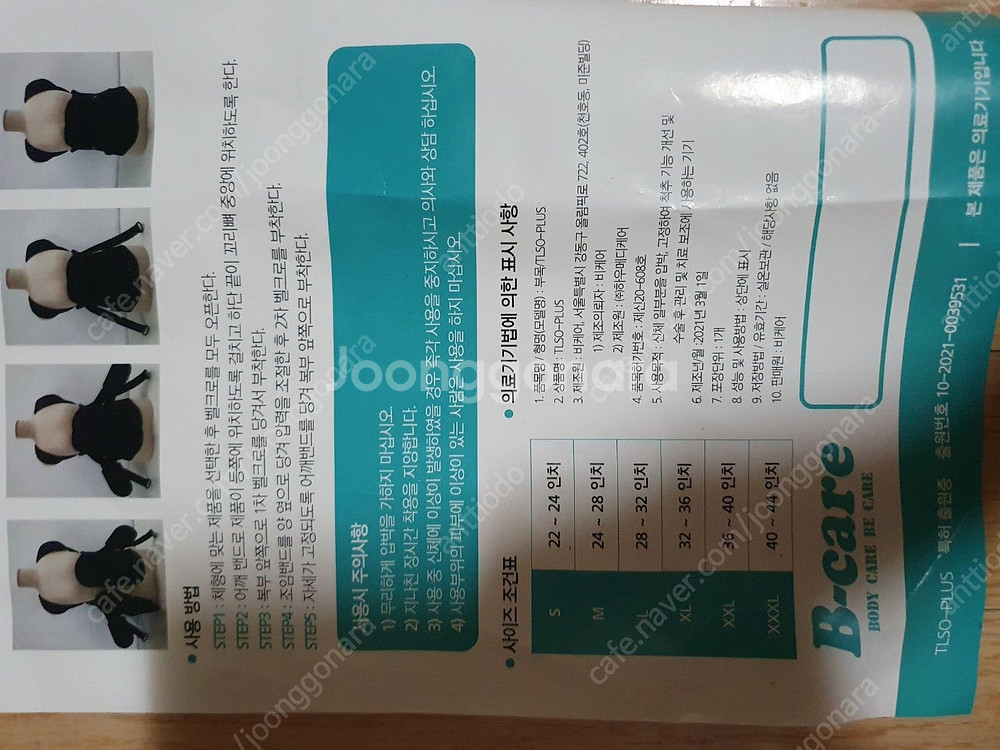 ● 사용 방법
STEP1 : 체형에 맞는 제품을 선택한 후 벨크로를 모두 오픈한다.
STEP2 : 어깨 밴드로 제품이 등쪽에 위치하도록 걸치고 하단 끝이 꼬리뼈 중앙에 위치하도록 한다.
STEP3 : 복부 앞쪽으로 1차 벨크로를 당겨서 부착한다.
STEP4 : 조임밴드를 양 옆으로 당겨 압력을 조절한 후 2차 벨크로를 부착한다.
STEP5 : 자세가 고정되도록 어깨밴드를 당겨 복부 앞쪽으로 부착한다.
사용시 주의사항
1) 무리하게 압박을 가하지 마십시오.
2) 지나친 장시간 착용을 지양합니다.
3) 사용 중 신체에 이상이 발생하였을 경우 즉각 사용을 중지하시고 의사와 상담 하십시오.
4) 사용부위의 피부에 이상이 있는 사람은 사용을 하지 마십시오.
● 사이즈 조견표
S 22 ~ 24 인치
M 24 ~ 28 인치
L 28 ~ 32 인치
XL 32 ~ 36 인치
XXL 36 ~ 40 인치
XXXL 40 ~ 44 인치
● 의료기기법에 의한 표시 사항
1. 품목명 / 형명(모델명) : 부목/TLSO-PLUS
2. 상품명 : TLSO-PLUS
3. 제조원 : 비케어, 서울특별시 강동구 올림픽로 722, 402호(천호동, 미준빌딩)
1) 제조의뢰자 : 비케어
2) 제조원 : ㈜하우메디케어
4. 품목허가번호 : 제신20-608호
5. 사용목적 : 신체 일부분을 압박, 고정하여 척추 기능 개선 및
수술 후 관리 및 치료 보조에 사용하는 기기
6. 제조년월 :2021년 3월 1일
7. 포장단위 : 1개
8. 성능 및 사용방법 : 상단에 표시
9. 저장방법 / 유효기간 : 실온보관 / 해당사항 없음
10. 판매원 : 비케어
B-care
BODY CARE BE CARE
TLSO-PLUS 특허 출원중 출원번호 10-2021-0039531 | 본 제품은 의료기기입니다
Joonggonara
cafe.naver.com/joonggonara
anttictodo